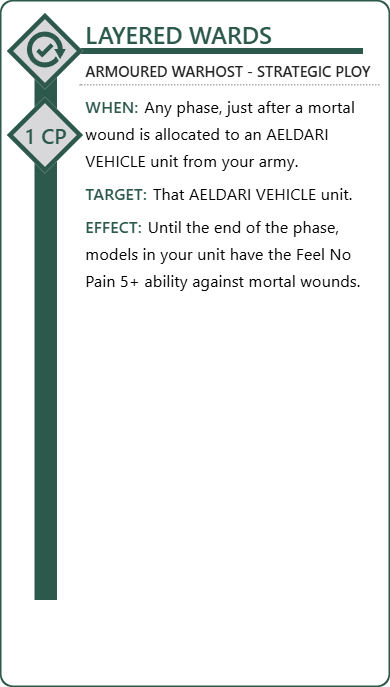 LAYERED WARDS
ARMOURED WARHOST - STRATEGIC PLOY
WHEN: Any phase, just after a mortal
1 CP
wound is allocated to an AELDARI
VEHICLE unit from your army.
TARGET: That AELDARI VEHICLE unit.
EFFECT: Until the end of the phase,
models in your unit have the Feel No
Pain 5+ ability against mortal wounds.